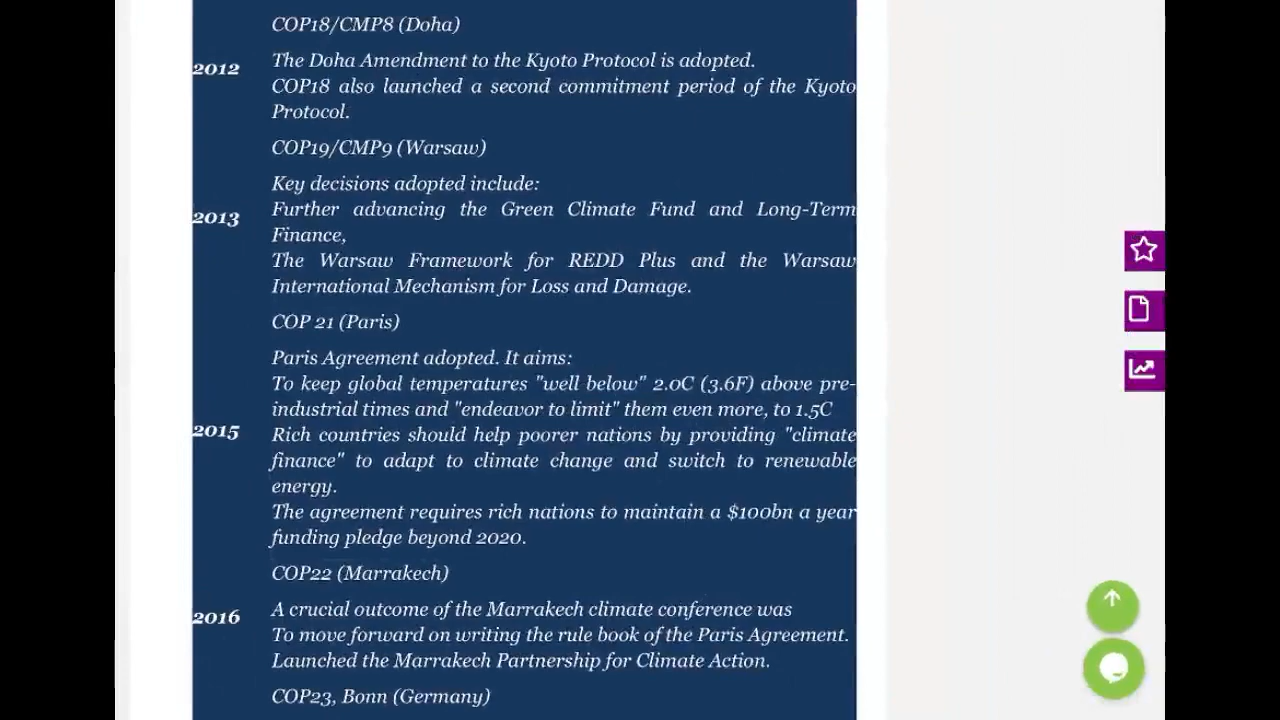 COP18/CMP8 (Doha)
2012
The Doha Amendment to the Kyoto Protocol is adopted.
COP18 also launched a second commitment period of the Kyoto
Protocol.
COP19/CMP9 (Warsaw)
Key decisions adopted include:
2013
Further advancing the Green Climate Fund and Long-Term
Finance,
The Warsaw Framework for REDD Plus and the Warsaw
International Mechanism for Loss and Damage.
COP 21 (Paris)
Paris Agreement adopted. It aims:
To keep global temperatures "well below" 2.0C (3.6F) above pre-
industrial times and "endeavor to limit" them even more, to 1.5C
2015
Rich countries should help poorer nations by providing "climate
finance" to adapt to climate change and switch to renewable
energy.
The agreement requires rich nations to maintain a $100bn a year
funding pledge beyond 2020.
COP22 (Marrakech)
2016
A crucial outcome of the Marrakech climate conference was
To move forward on writing the rule book of the Paris Agreement.
Launched the Marrakech Partnership for Climate Action.
COP23, Bonn (Germany)